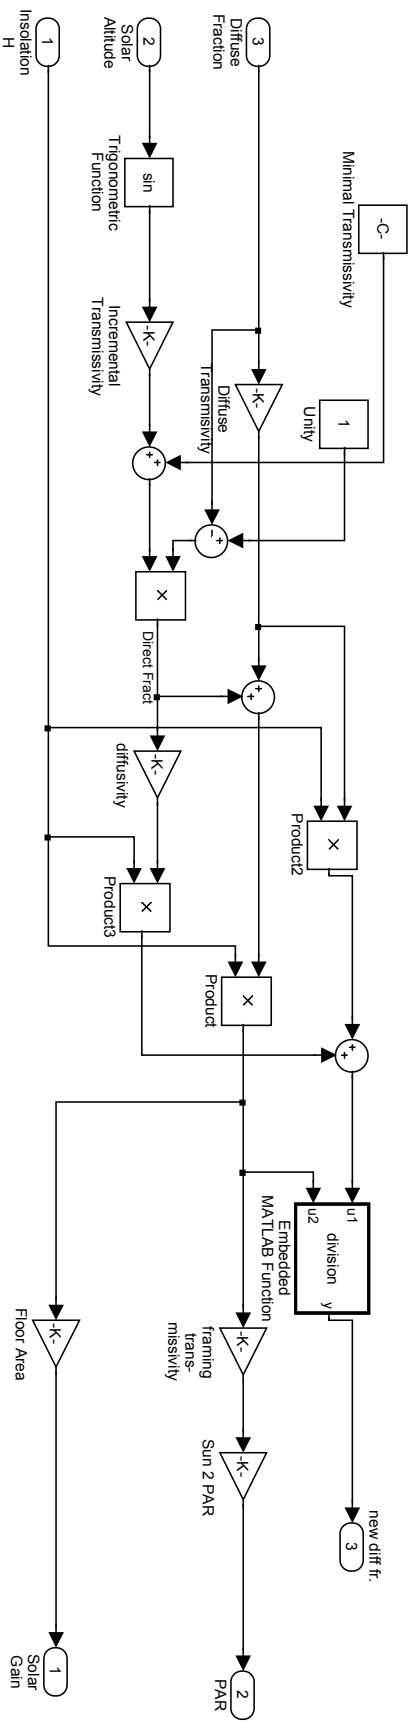 Minimal Transmissivity
-C-
Unity
1
3
Diffuse
Fraction
-K-
Diffuse
Transmisivity
2
Solar
Altitude
sin
Trigonometric
Function
-K-
Incremental
Transmissivity
1
Insolation
H
+
+
+
-
×
Direct Fract
+
+
-K-
diffusivity
×
Product2
×
Product3
×
Product
+
+
u1
u2
division
y
Embedded
MATLAB Function
new diff fr.
3
-K-
framing
trans-
missivity
-K-
Sun 2 PAR
2
PAR
-K-
Floor Area
1
Solar
Gain